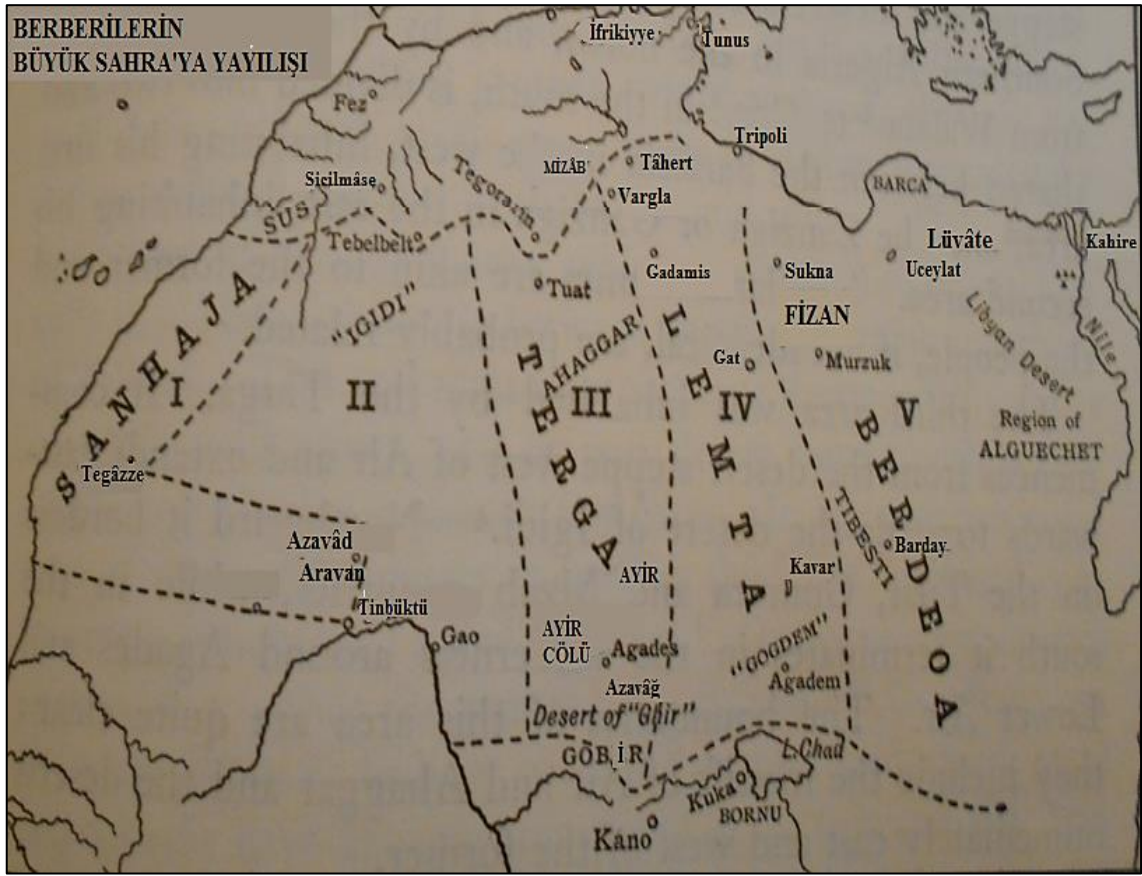 BERBERİLERİN
BÜYÜK SAHRA'YA YAYILIŞI
İfrikiyye
Tunus
Fez
Tripoli
MİZÂB
Tâhert
Sicilmâse
Tegorarin
Vargla
BARCA
SUS
Tebelbelt
Lüvâte
Kahire
Uceylat
Gadamis
Sukna
Tuat
"IGIDI"
FİZAN
Libyan Desert
Nile
SANHAJA
AHAGGAR
Gat
Murzuk
I
II
III
IV
V
TERGA
LEMTA
BERDEOA
Region of
ALGUECHET
Tegâzze
TIBESTI
Azavâd
Aravan
Barday
AYİR
Kavar
Tinbüktü
Gao
AYİR
CÖLÜ
Agades
"GOGDEM"
Agadem
Azavâğ
Desert of "Ghir"
GÖBİR
L.Chad
Kuka
BORNU
Kano